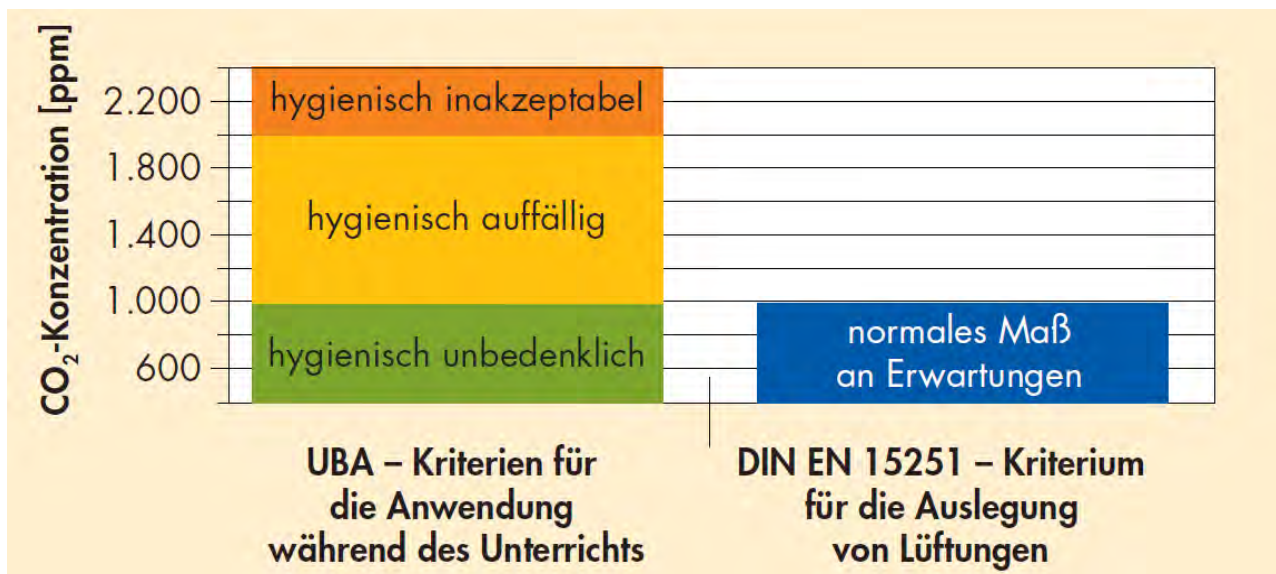 CO₂-Konzentration [ppm]
2.200
1.800
1.400
1.000
600
hygienisch inakzeptabel
hygienisch auffällig
hygienisch unbedenklich
normales Maß
an Erwartungen
UBA – Kriterien für
die Anwendung
während des Unterrichts
DIN EN 15251 – Kriterium
für die Auslegung
von Lüftungen